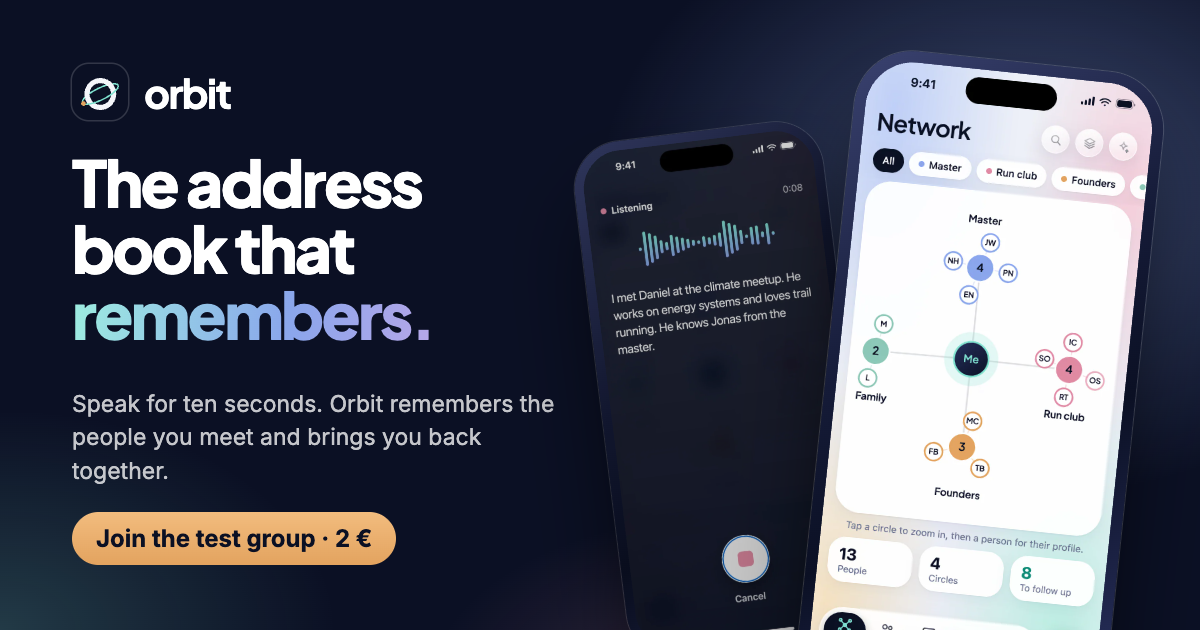 orbit
The address
book that
remembers.
Speak for ten seconds. Orbit remembers the
people you meet and brings you back
together.
Join the test group · 2 €
9:41
0:08
Listening
I met Daniel at the climate meetup. He
works on energy systems and loves trail
running. He knows Jonas from the
master.
Cancel
9:41
Network
All
Master
Run club
Founders
Master
JW
NH
4
PN
EN
M
2
L
Family
Me
IC
SO
4
OS
RT
Run club
MC
FB
3
TB
Founders
Tap a circle to zoom in, then a person for their profile.
13
People
4
Circles
8
To follow up